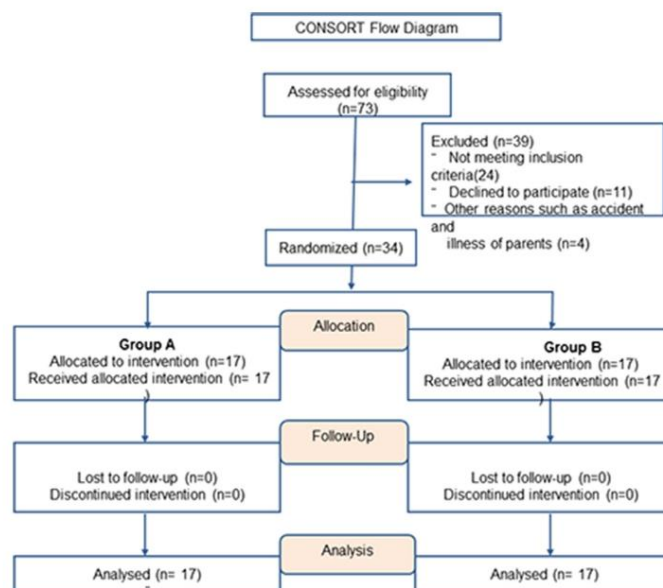 CONSORT Flow Diagram
Assessed for eligibility
(n=73)
Excluded (n=39)
- Not meeting inclusion
criteria(24)
- Declined to participate (n=11)
- Other reasons such as accident
and
illness of parents (n=4)
Randomized (n=34)
Allocation
Group A
Allocated to intervention (n=17)
Received allocated intervention (n= 17
)
Group B
Allocated to intervention (n=17)
Received allocated intervention (n=17
)
Follow-Up
Lost to follow-up (n=0)
Discontinued intervention (n=0)
Lost to follow-up (n=0)
Discontinued intervention (n=0)
Analysis
Analysed (n= 17)
Analysed (n= 17)